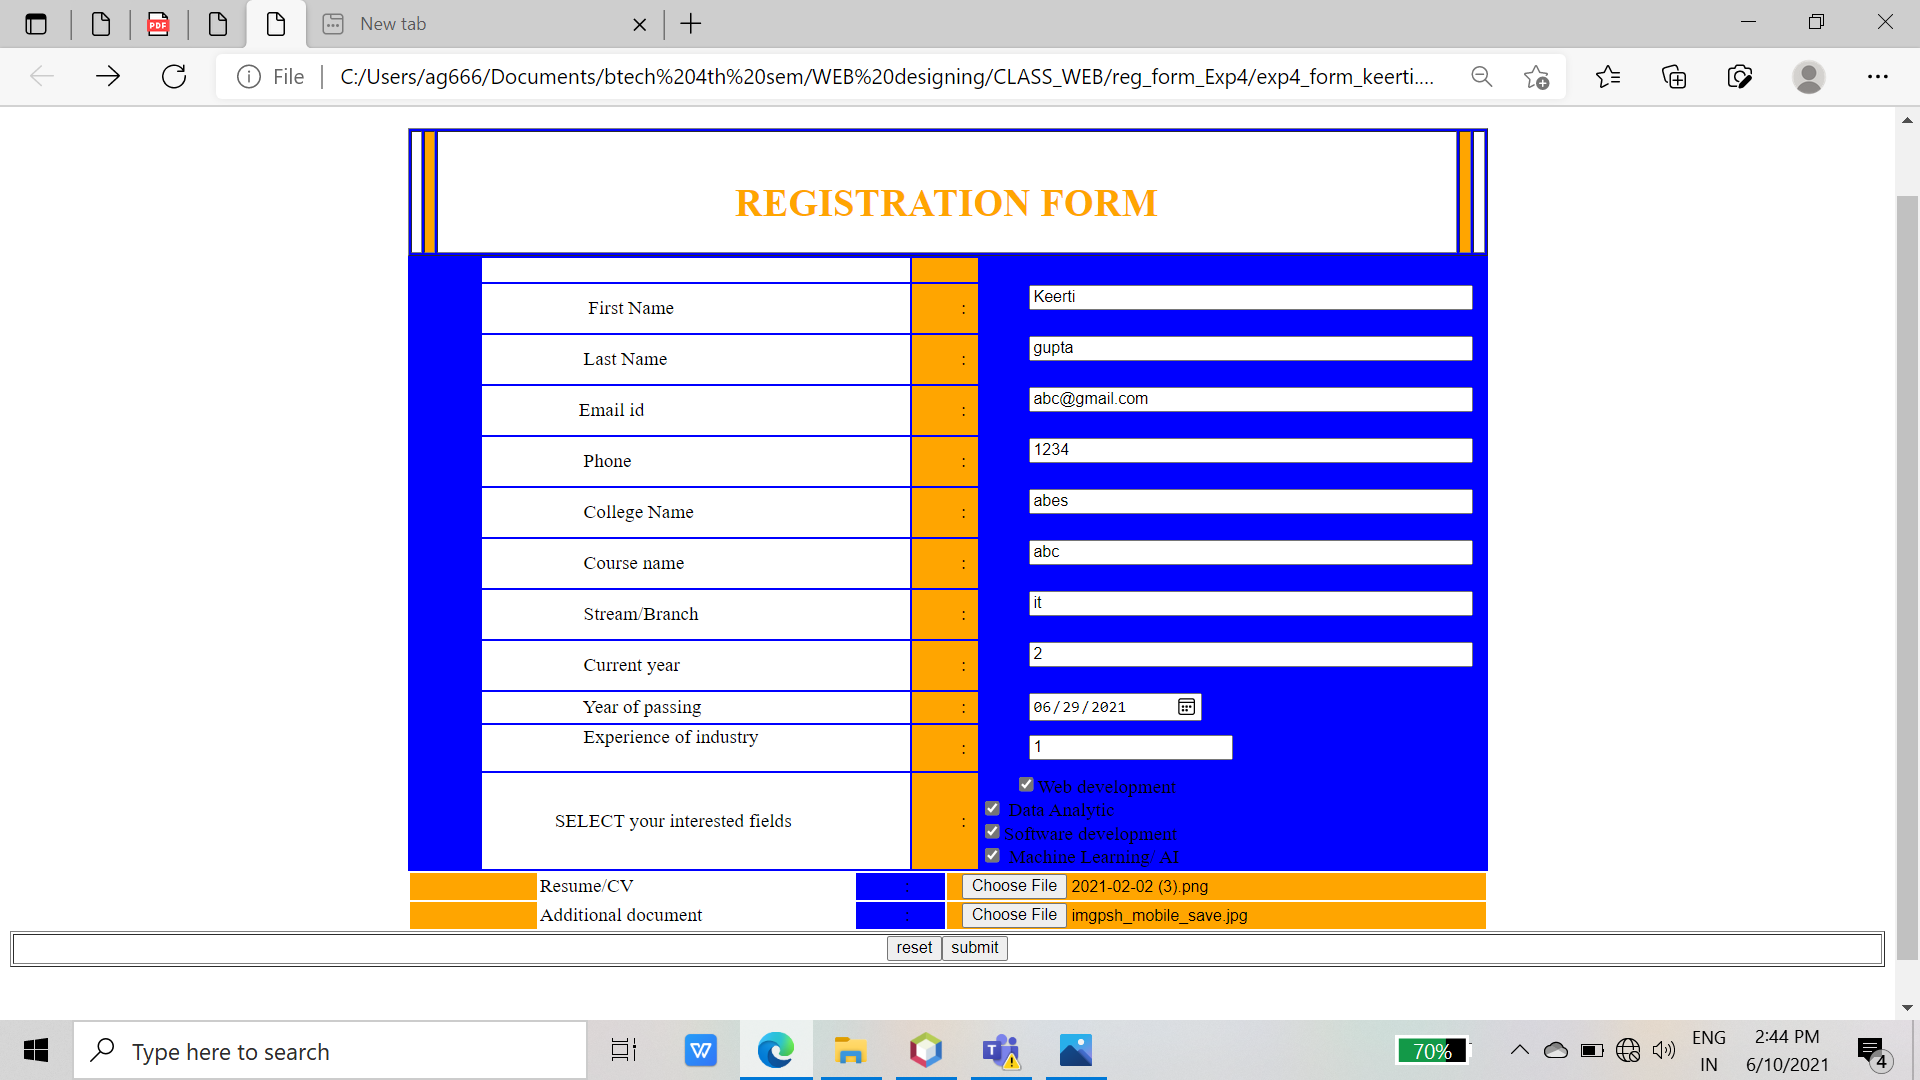 New tab
File
C:/Users/ag666/Documents/btech%204th%20sem/WEB%20designing/CLASS_WEB/reg_form_Exp4/exp4_form_keerti....
REGISTRATION FORM
First Name : Keerti
Last Name : gupta
Email id : abc@gmail.com
Phone : 1234
College Name : abes
Course name : abc
Stream/Branch : it
Current year : 2
Year of passing : 06/29/2021
Experience of industry : 1
SELECT your interested fields :
Web development
Data Analytic
Software development
Machine Learning/ AI
Resume/CV : Choose File 2021-02-02 (3).png
Additional document : Choose File imgpsh_mobile_save.jpg
reset submit
Type here to search
70%
ENG
IN
2:44 PM
6/10/2021
4